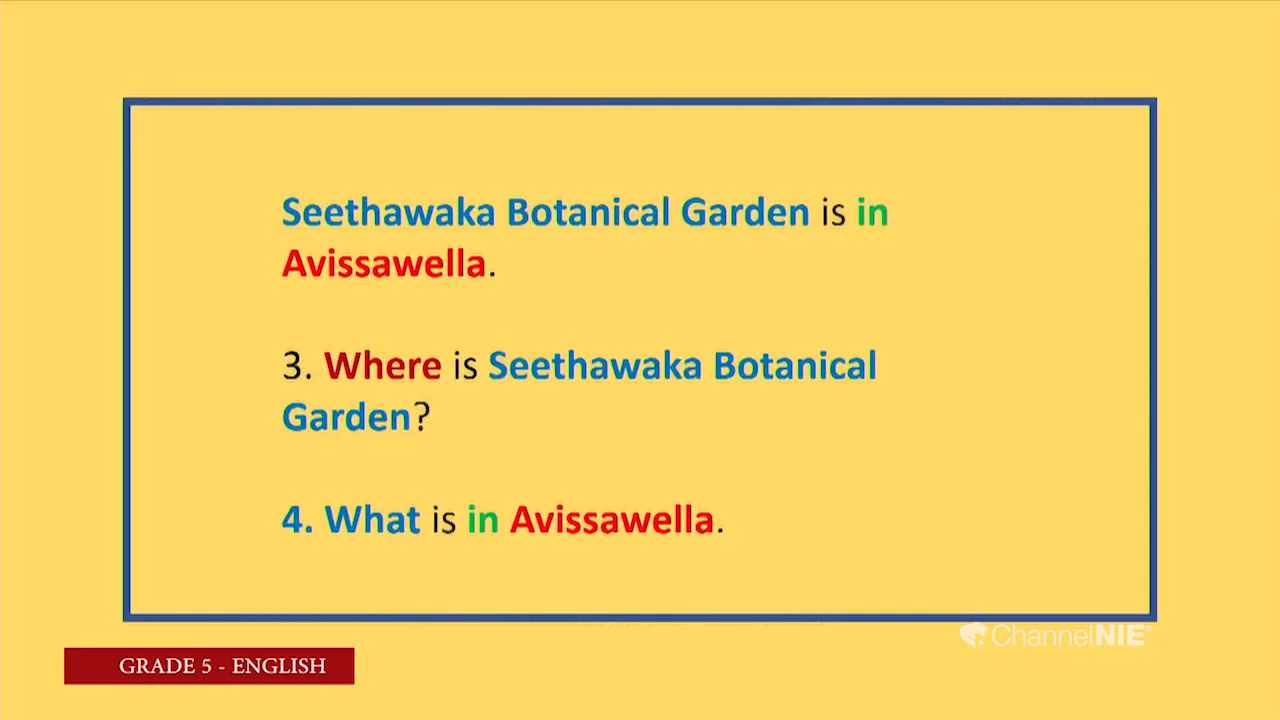 Seethawaka Botanical Garden is in
Avissawella.
3. Where is Seethawaka Botanical
Garden?
4. What is in Avissawella.
ChannelNIE
GRADE 5 - ENGLISH